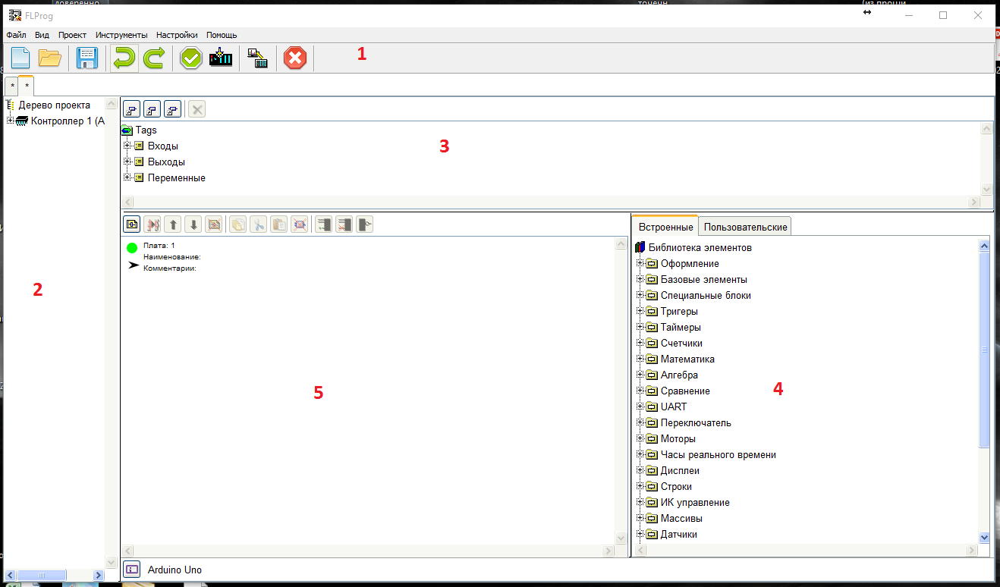 FLProg
Файл Вид Проект Инструменты Настройки Помощь
1
* *
Дерево проекта
Контроллер 1 (A
2
Tags
Входы
Выходы
Переменные
3
Плата: 1
Наименование:
Комментарии:
5
Встроенные Пользовательские
Библиотека элементов
Оформление
Базовые элементы
Специальные блоки
Тригеры
Таймеры
Счетчики
Математика
Алгебра
Сравнение
4
UART
Переключатель
Моторы
Часы реального времени
Дисплеи
Строки
ИК управление
Массивы
Датчики
Arduino Uno